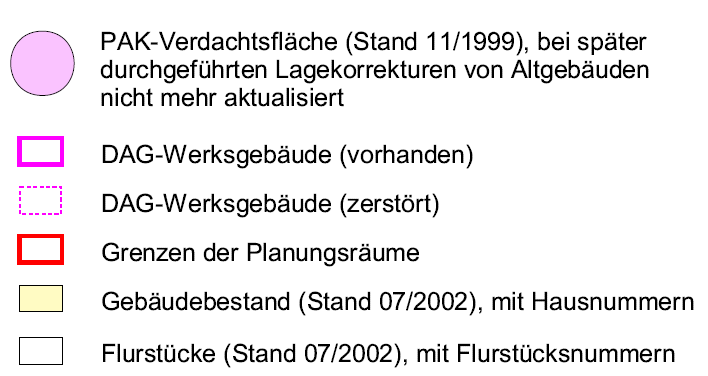 PAK-Verdachtsfläche (Stand 11/1999), bei später
durchgeführten Lagekorrekturen von Altgebäuden
nicht mehr aktualisiert
DAG-Werksgebäude (vorhanden)
DAG-Werksgebäude (zerstört)
Grenzen der Planungsräume
Gebäudebestand (Stand 07/2002), mit Hausnummern
Flurstücke (Stand 07/2002), mit Flurstücksnummern